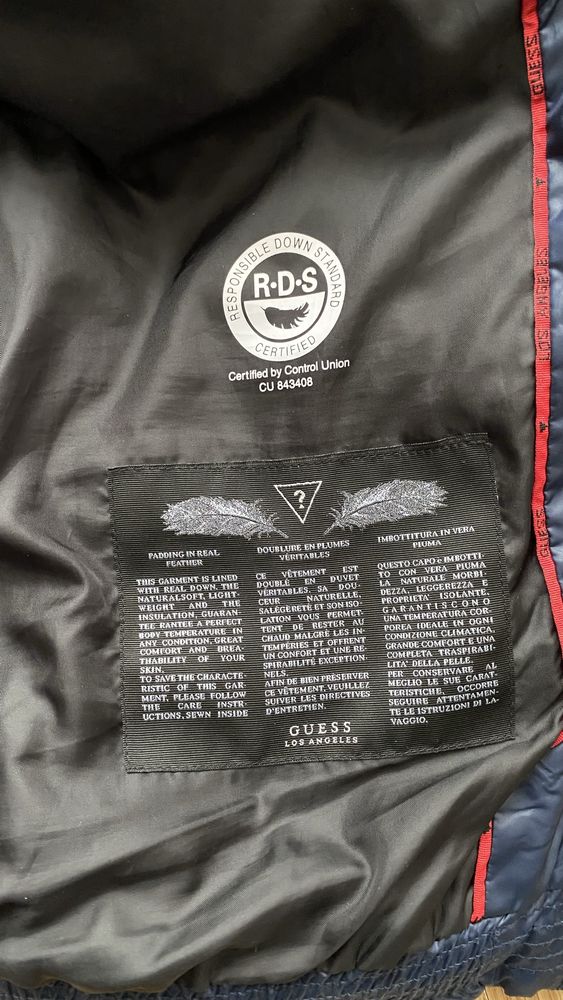 RESPONSIBLE DOWN STANDARD
R·D·S
CERTIFIED
Certified by Control Union
CU 843408
?
PADDING IN REAL
FEATHER
THIS GARMENT IS LINED
WITH REAL DOWN. THE
NATURALSOFT, LIGHT-
WEIGHT AND THE
INSULATION, GUARAN-
TEE RANTEE A PERFECT
BODY TEMPERATURE IN
ANY CONDITION, GREAT
COMFORT AND BREA-
THABILITY OF YOUR
SKIN.
TO SAVE THE CHARACTE-
RISTIC OF THIS GAR
MENT, PLEASE FOLLOW
THE CARE INSTR-
UCTIONS, SEWN INSIDE
DOUBLURE EN PLUMES
VÉRITABLES
CE VÊTEMENT EST
DOUBLÉ EN DUVET
VÉRITABLES. SA DOU-
CEUR NATURELLE,
SALÉGÈRETÉ ET SON ISO-
LATION VOUS PERMET-
TENT DE RESTER AU
CHAUD MALGRÉ LES IN-
TEMPÉRIES ET OFFRENT
UN CONFORT ET UNE RE-
SPIRABILITÉ EXCEPTION-
NELS.
AFIN DE BIEN PRÉSERVER
CE VÊTEMENT, VEUILLEZ
SUIVER LES DIRECTIVES
D'ENTRETIEN.
IMBOTTITURA IN VERA
PIUMA
QUESTO CAPO è IMBOTTI-
TO CON VERA PIUMA
LA NATURALE MORBI
DEZZA, LEGGEREZZA E
PROPRIETA' ISOLANTE,
GARANTISCONO
UNA TEMPERATURA COR-
POREA IDEALE IN OGNI
CONDIZIONE CLIMATICA.
GRANDE COMFORT E UNA
COMPLETA TRASPIRABI-
LITA' DELLA PELLE.
PER CONSERVARE AL
MEGLIO LE SUE CARAT-
TERISTICHE, OCCORRE
SEGUIRE ATTENTAMEN-
TE LE ISTRUZIONI DI LA-
VAGGIO.
GUESS
LOS ANGELES
GUESS
LOS ANGELES
GUESS